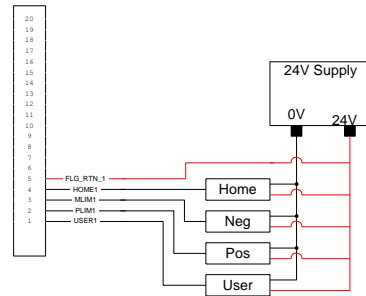 20
19
18
17
16
15
14
13
12
11
10
9
8
7
6
5 FLG_RTN_1
4 HOME1
3 MLIM1
2 PLIM1
1 USER1
24V Supply
0V 24V
Home
Neg
Pos
User